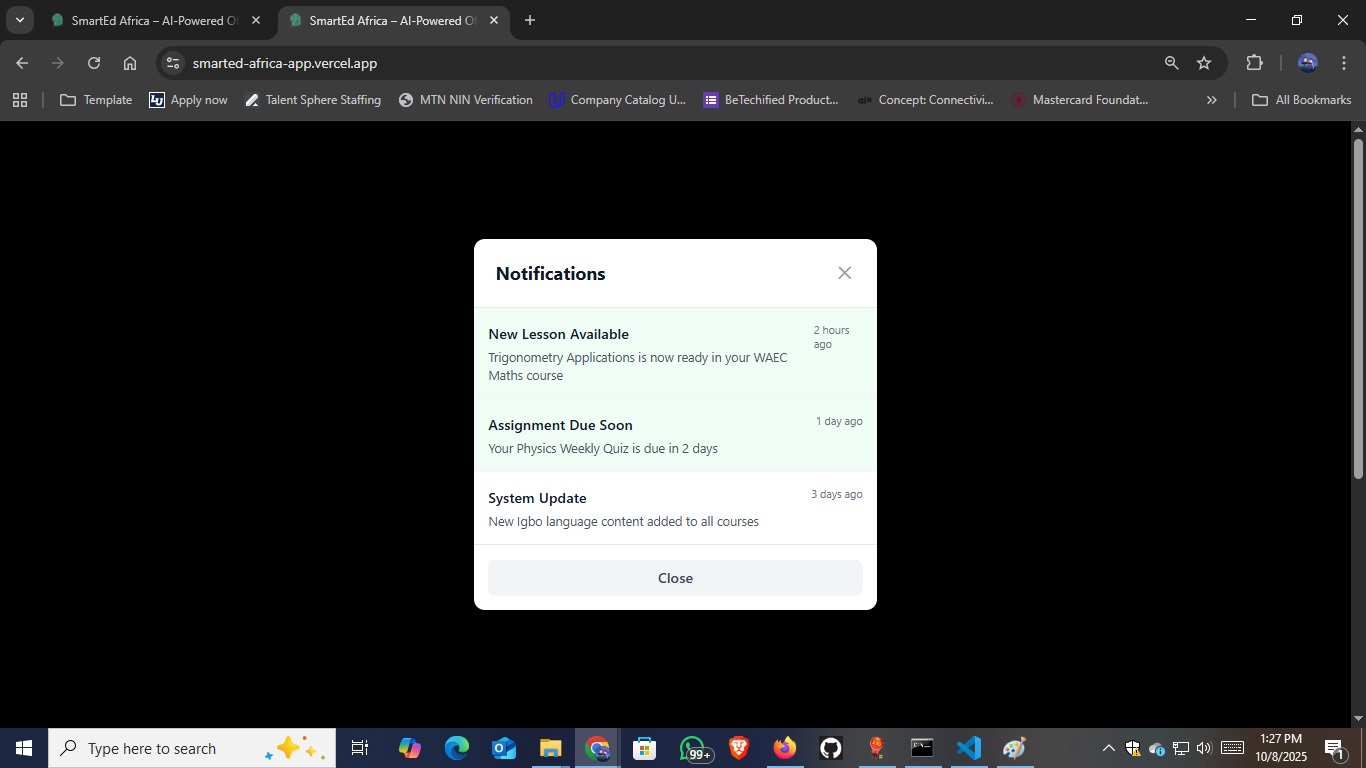 SmartEd Africa – AI-Powered Of
SmartEd Africa – AI-Powered Of
smarted-africa-app.vercel.app
Template
Apply now
Talent Sphere Staffing
MTN NIN Verification
Company Catalog U...
BeTechified Product...
Concept: Connectivi...
Mastercard Foundat...
»
All Bookmarks
Notifications
New Lesson Available
2 hours
ago
Trigonometry Applications is now ready in your WAEC
Maths course
Assignment Due Soon
1 day ago
Your Physics Weekly Quiz is due in 2 days
System Update
3 days ago
New Igbo language content added to all courses
Close
Type here to search
99+
1:27 PM
10/8/2025
1